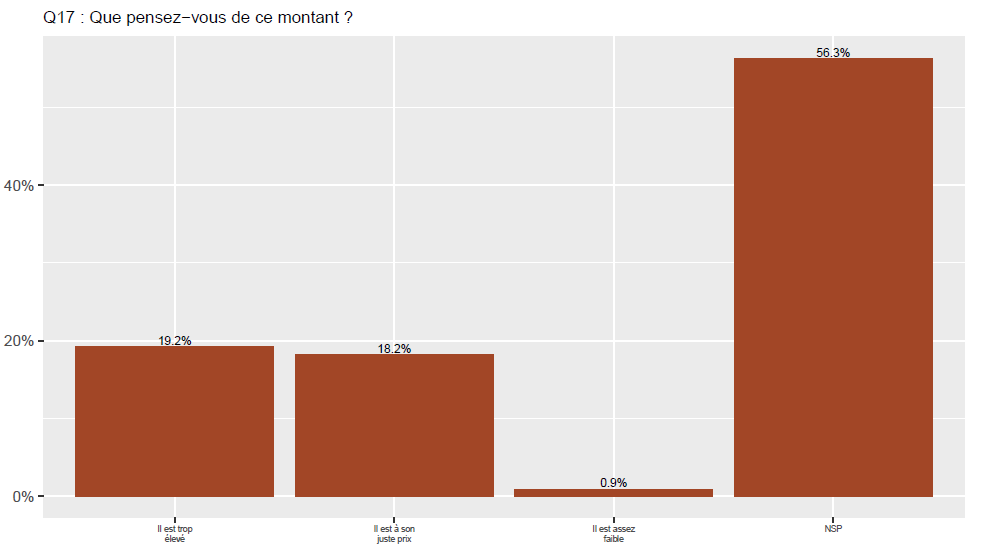 Q17 : Que pensez−vous de ce montant ?
56.3%
40%
20%
19.2%
18.2%
0.9%
0%
Il est trop
élevé
Il est à son
juste prix
Il est assez
faible
NSP